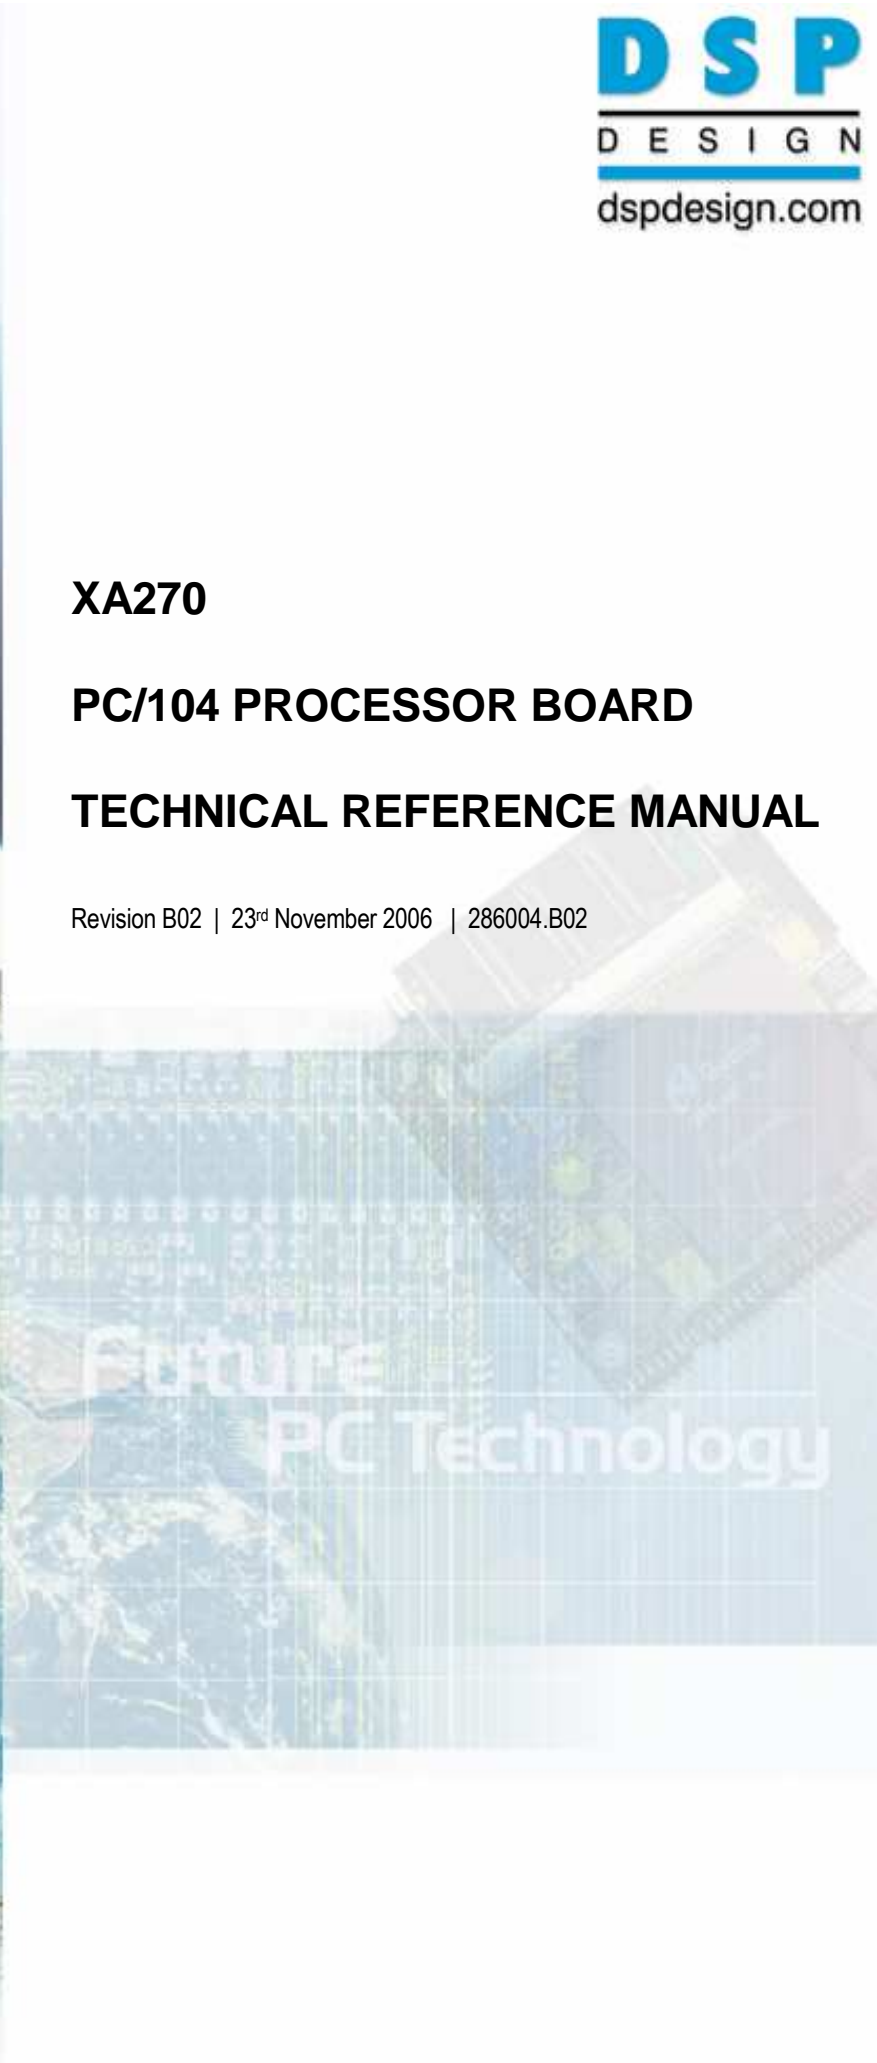 D S P
DESIGN
dspdesign.com
XA270
PC/104 PROCESSOR BOARD
TECHNICAL REFERENCE MANUAL
Revision B02 | 23rd November 2006 | 286004.B02
Future
PC Technology